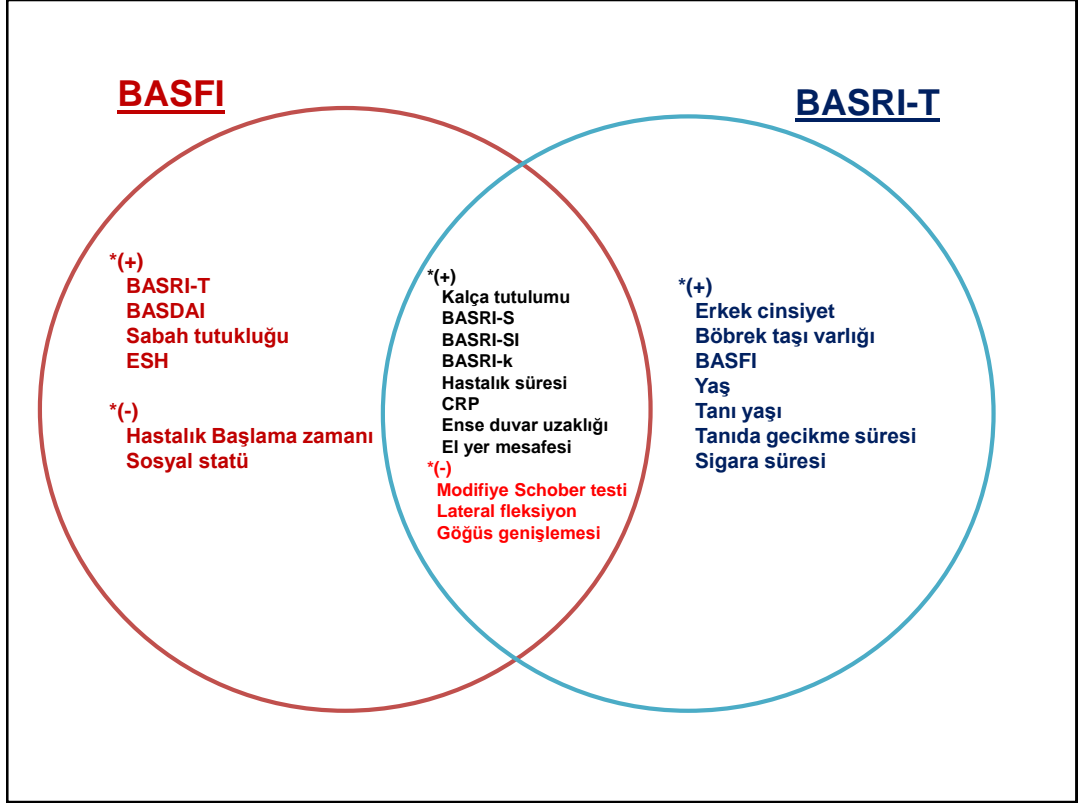 BASFI
BASRI-T
*(+)
BASRI-T
BASDAI
Sabah tutukluğu
ESH
*(-)
Hastalık Başlama zamanı
Sosyal statü
*(+)
Kalça tutulumu
BASRI-S
BASRI-SI
BASRI-k
Hastalık süresi
CRP
Ense duvar uzaklığı
El yer mesafesi
*(-)
Modifiye Schober testi
Lateral fleksiyon
Göğüs genişlemesi
*(+)
Erkek cinsiyet
Böbrek taşı varlığı
BASFI
Yaş
Tanı yaşı
Tanıda gecikme süresi
Sigara süresi